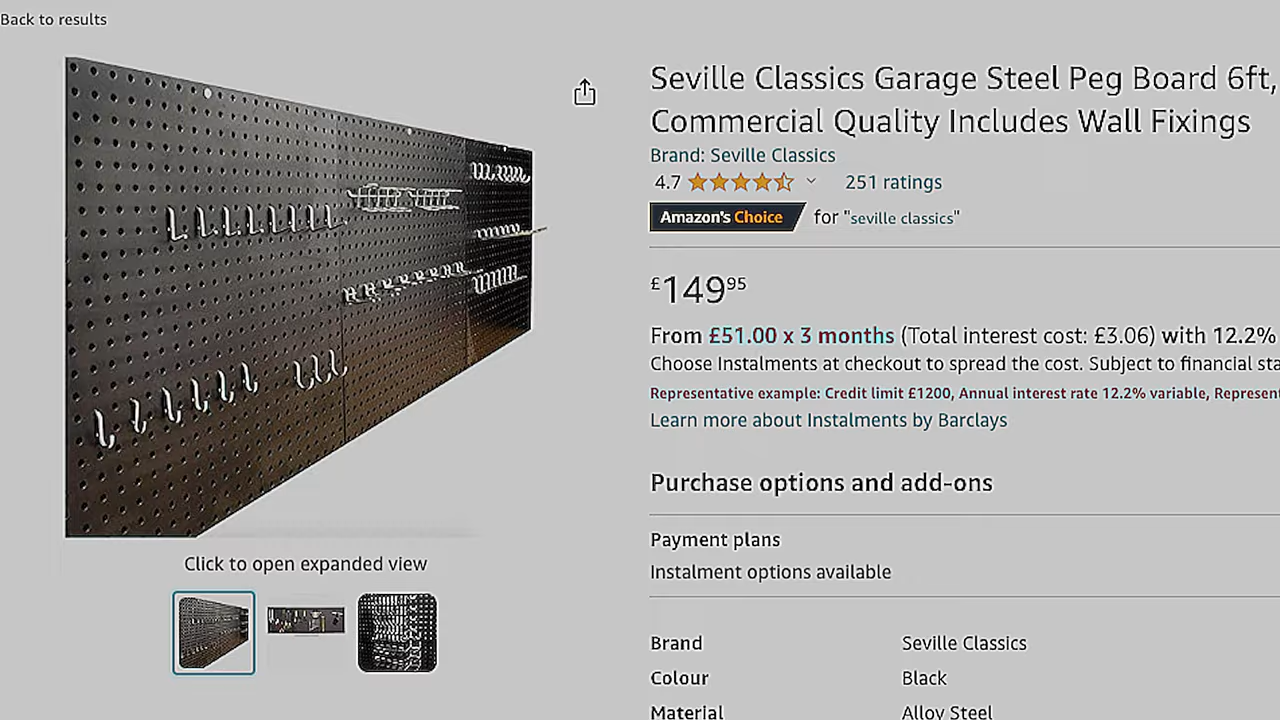 Back to results
Seville Classics Garage Steel Peg Board 6ft,
Commercial Quality Includes Wall Fixings
Brand: Seville Classics
4.7 251 ratings
Amazon's Choice for "seville classics"
£14995
From £51.00 x 3 months (Total interest cost: £3.06) with 12.2%
Choose Instalments at checkout to spread the cost. Subject to financial sta
Representative example: Credit limit £1200, Annual interest rate 12.2% variable, Represent
Learn more about Instalments by Barclays
Purchase options and add-ons
Payment plans
Instalment options available
Click to open expanded view
Brand Seville Classics
Colour Black
Material Alloy Steel